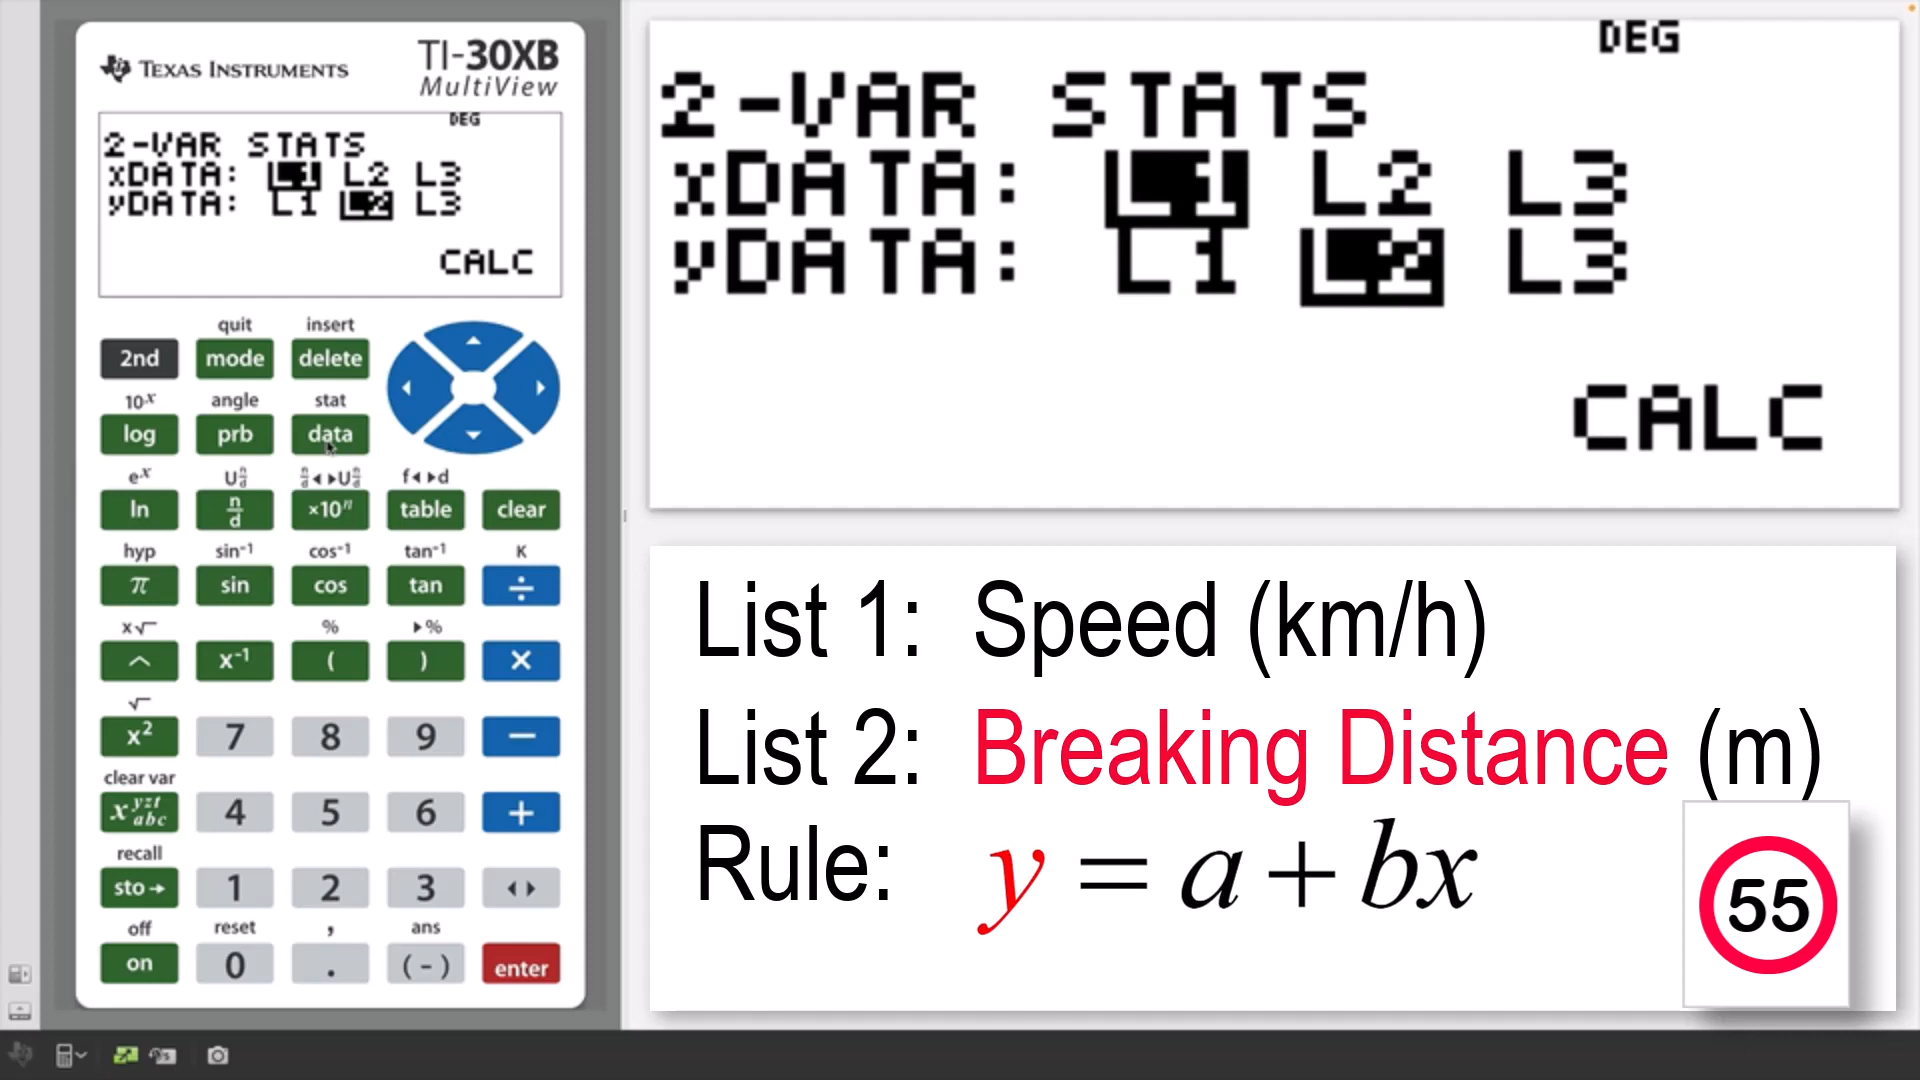 TEXAS INSTRUMENTS
TI-30XB
MultiView
DEG
2-VAR STATS
xDATA: L1 L2 L3
yDATA: L1 L2 L3
CALC
quit insert
2nd mode delete
10^x angle stat
log prb data
e^x U n/d n/d ◂▸U n/d f◂▸d
ln n/d ×10^n table clear
hyp sin⁻¹ cos⁻¹ tan⁻¹ K
π sin cos tan ÷
x√ % ▸%
^ x⁻¹ ( ) ×
√
x² 7 8 9 −
clear var
x yzt abc 4 5 6 +
recall
sto→ 1 2 3 ◂▸
off reset , ans
on 0 . (-) enter
DEG
2-VAR STATS
xDATA: L1 L2 L3
yDATA: L1 L2 L3
CALC
List 1: Speed (km/h)
List 2: Breaking Distance (m)
Rule: y = a + bx
55